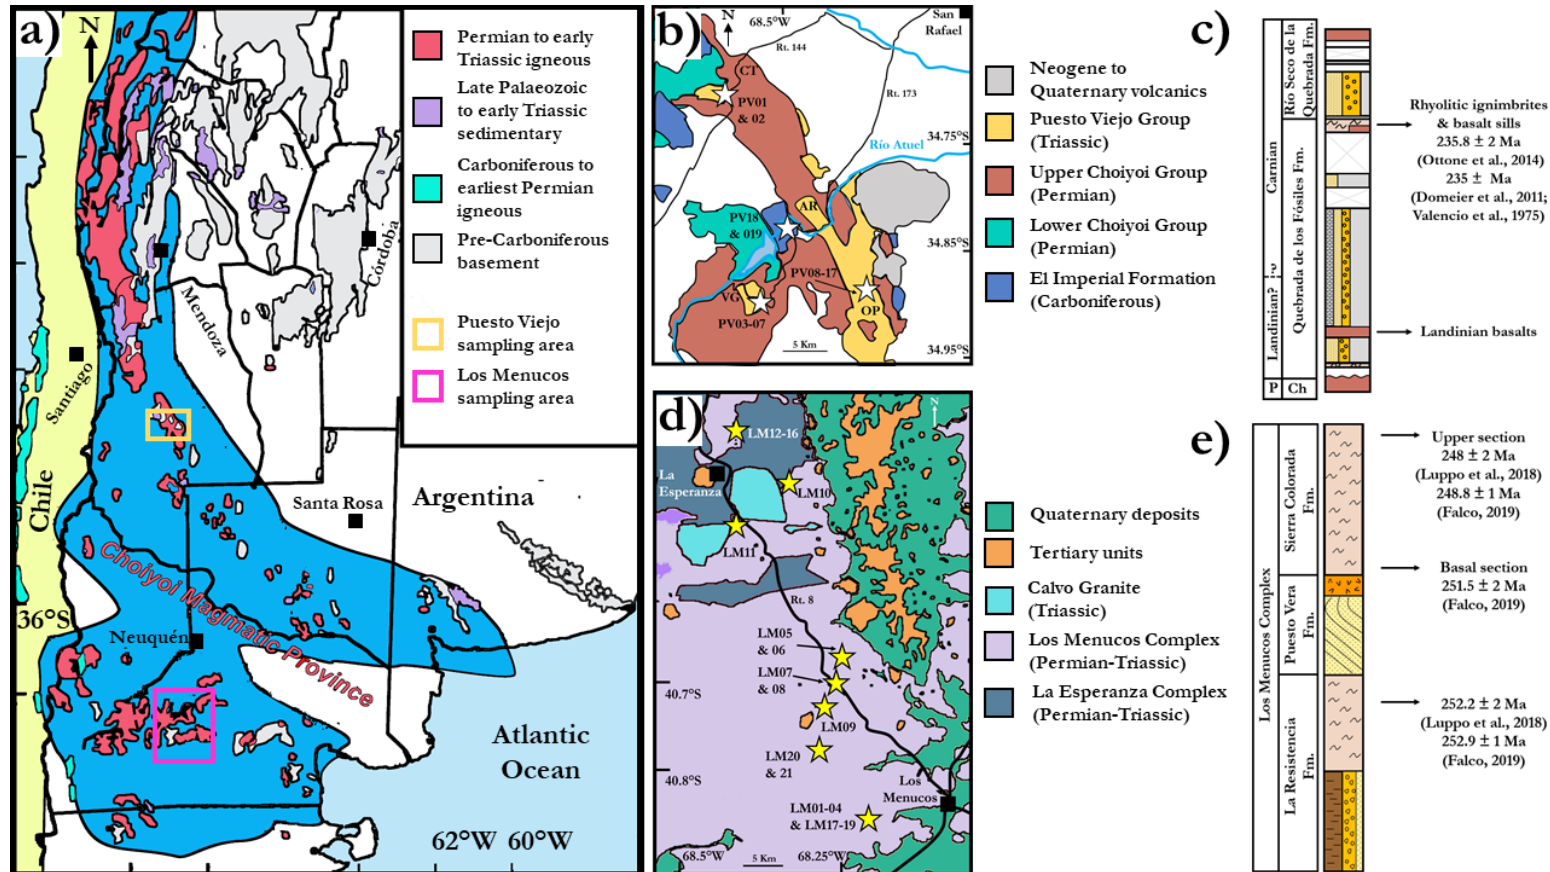 a)
N
Permian to early
Triassic igneous
Late Palaeozoic
to early Triassic
sedimentary
Carboniferous to
earliest Permian
igneous
Pre-Carboniferous
basement
Puesto Viejo
sampling area
Los Menucos
sampling area
Córdoba
Mendoza
Santiago
Chile
Santa Rosa
Argentina
Choiyoi Magmatic Province
36°S
Neuquén
Atlantic
Ocean
62°W 60°W
b)
N
68.5°W
San
Rafael
Rt. 144
Rt. 173
CT
PV01
& 02
34.75°S
Río Atuel
AR
PV18
& 019
34.85°S
PV08-17
VG
PV03-07
OP
5 Km
34.95°S
Neogene to
Quaternary volcanics
Puesto Viejo Group
(Triassic)
Upper Choiyoi Group
(Permian)
Lower Choiyoi Group
(Permian)
El Imperial Formation
(Carboniferous)
c)
Río Seco de la
Quebrada Fm.
Carnian
Quebrada de los Fósiles Fm.
Landinian?
P
Ch
Rhyolitic ignimbrites
& basalt sills
235.8 ± 2 Ma
(Ottone et al., 2014)
235 ± Ma
(Domeier et al., 2011;
Valencio et al., 1975)
Landinian basalts
d)
N
LM12-16
La
Esperanza
LM10
LM11
Rt. 8
LM05
& 06
LM07
& 08
40.7°S
LM09
LM20
& 21
40.8°S
Los
Menucos
LM01-04
& LM17-19
68.5°W
5 Km
68.25°W
Quaternary deposits
Tertiary units
Calvo Granite
(Triassic)
Los Menucos Complex
(Permian-Triassic)
La Esperanza Complex
(Permian-Triassic)
e)
Los Menucos Complex
Sierra Colorada
Fm.
Puesto Vera
Fm.
La Resistencia
Fm.
Upper section
248 ± 2 Ma
(Luppo et al., 2018)
248.8 ± 1 Ma
(Falco, 2019)
Basal section
251.5 ± 2 Ma
(Falco, 2019)
252.2 ± 2 Ma
(Luppo et al., 2018)
252.9 ± 1 Ma
(Falco, 2019)